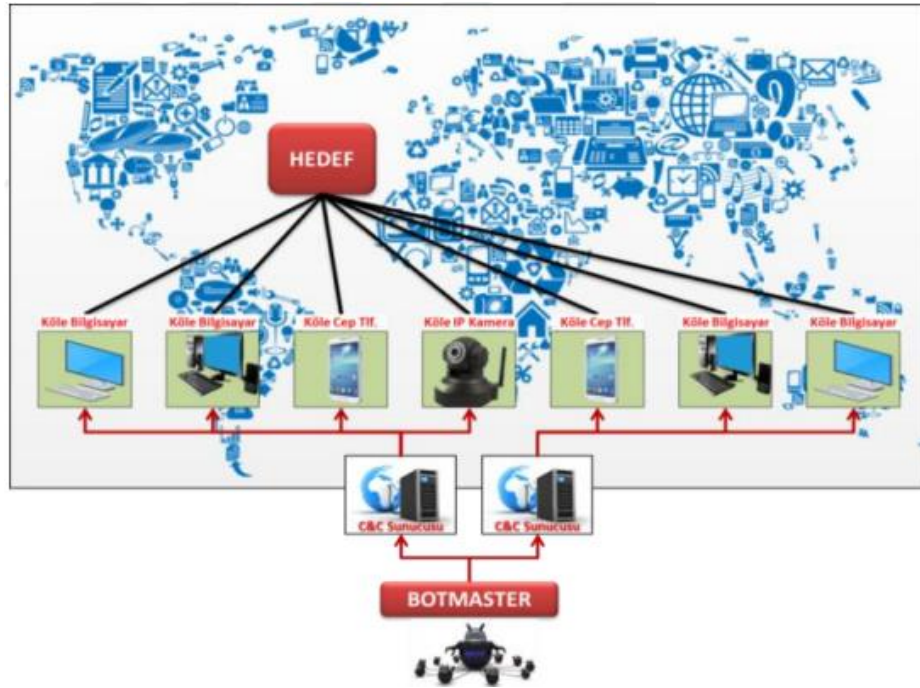 HEDEF
Köle Bilgisayar
Köle Bilgisayar
Köle Cep Tlf.
Köle IP Kamera
Köle Cep Tlf.
Köle Bilgisayar
Köle Bilgisayar
C&C Sunucusu
C&C Sunucusu
BOTMASTER